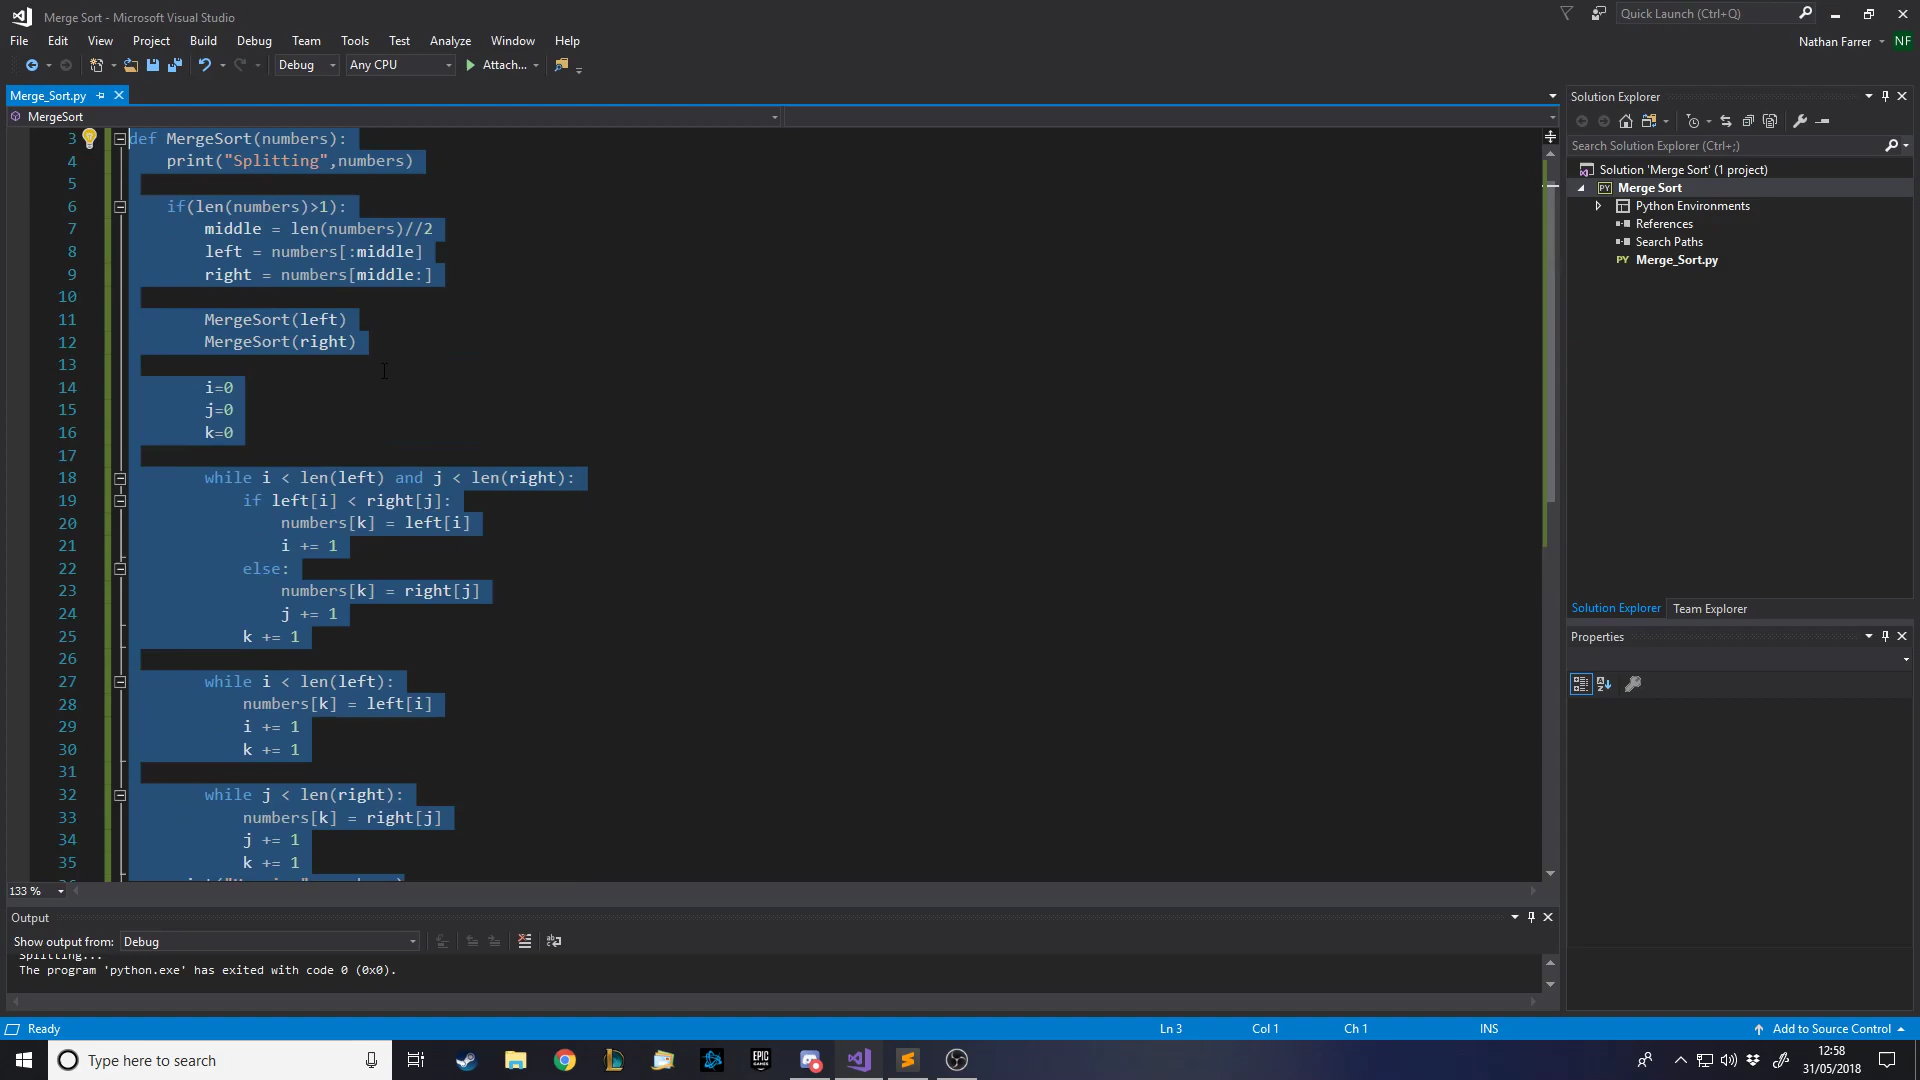 Merge Sort - Microsoft Visual Studio
Quick Launch (Ctrl+Q)
File Edit View Project Build Debug Team Tools Test Analyze Window Help
Nathan Farrer NF
Debug Any CPU Attach...
Merge_Sort.py
MergeSort
3 def MergeSort(numbers):
4 print("Splitting",numbers)
5
6 if(len(numbers)>1):
7 middle = len(numbers)//2
8 left = numbers[:middle]
9 right = numbers[middle:]
10
11 MergeSort(left)
12 MergeSort(right)
13
14 i=0
15 j=0
16 k=0
17
18 while i < len(left) and j < len(right):
19 if left[i] < right[j]:
20 numbers[k] = left[i]
21 i += 1
22 else:
23 numbers[k] = right[j]
24 j += 1
25 k += 1
26
27 while i < len(left):
28 numbers[k] = left[i]
29 i += 1
30 k += 1
31
32 while j < len(right):
33 numbers[k] = right[j]
34 j += 1
35 k += 1
133 %
Output
Show output from: Debug
Splitting...
The program 'python.exe' has exited with code 0 (0x0).
Solution Explorer
Search Solution Explorer (Ctrl+;)
Solution 'Merge Sort' (1 project)
PY Merge Sort
Python Environments
References
Search Paths
PY Merge_Sort.py
Solution Explorer Team Explorer
Properties
Ready Ln 3 Col 1 Ch 1 INS Add to Source Control
Type here to search
EPIC GAMES
12:58
31/05/2018